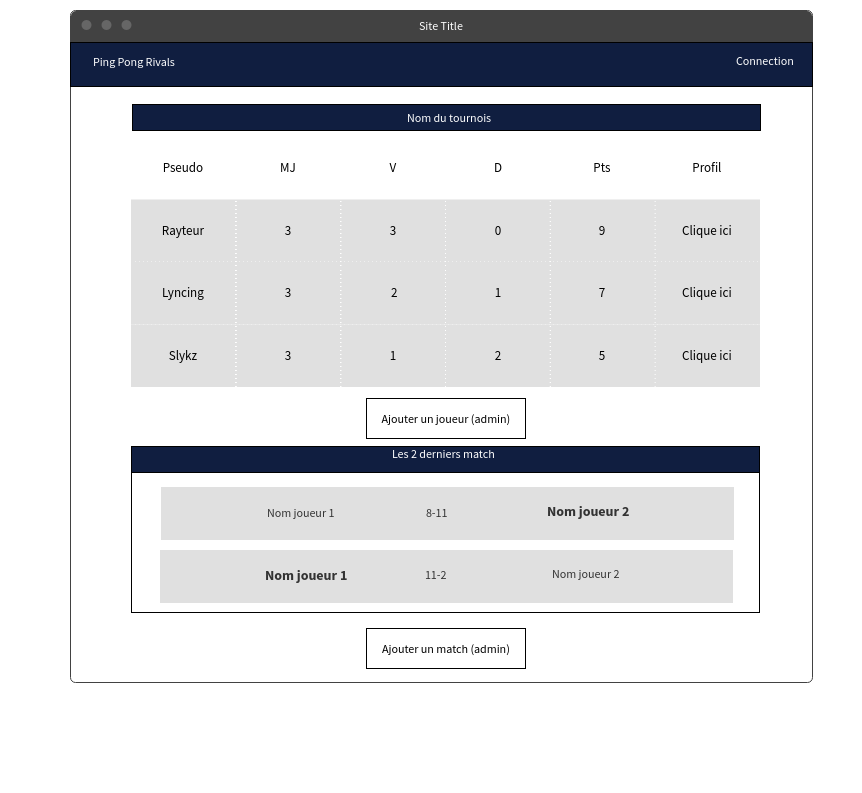 Site Title
Ping Pong Rivals Connection
Nom du tournois
Pseudo MJ V D Pts Profil
Rayteur 3 3 0 9 Clique ici
Lyncing 3 2 1 7 Clique ici
Slykz 3 1 2 5 Clique ici
Ajouter un joueur (admin)
Les 2 derniers match
Nom joueur 1 8-11 Nom joueur 2
Nom joueur 1 11-2 Nom joueur 2
Ajouter un match (admin)